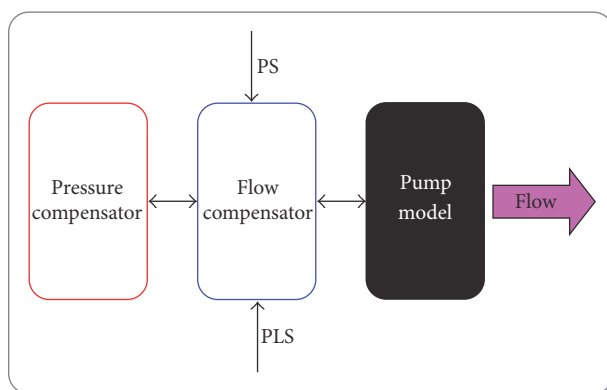 PS
Pressure
compensator
Flow
compensator
Pump
model
Flow
PLS